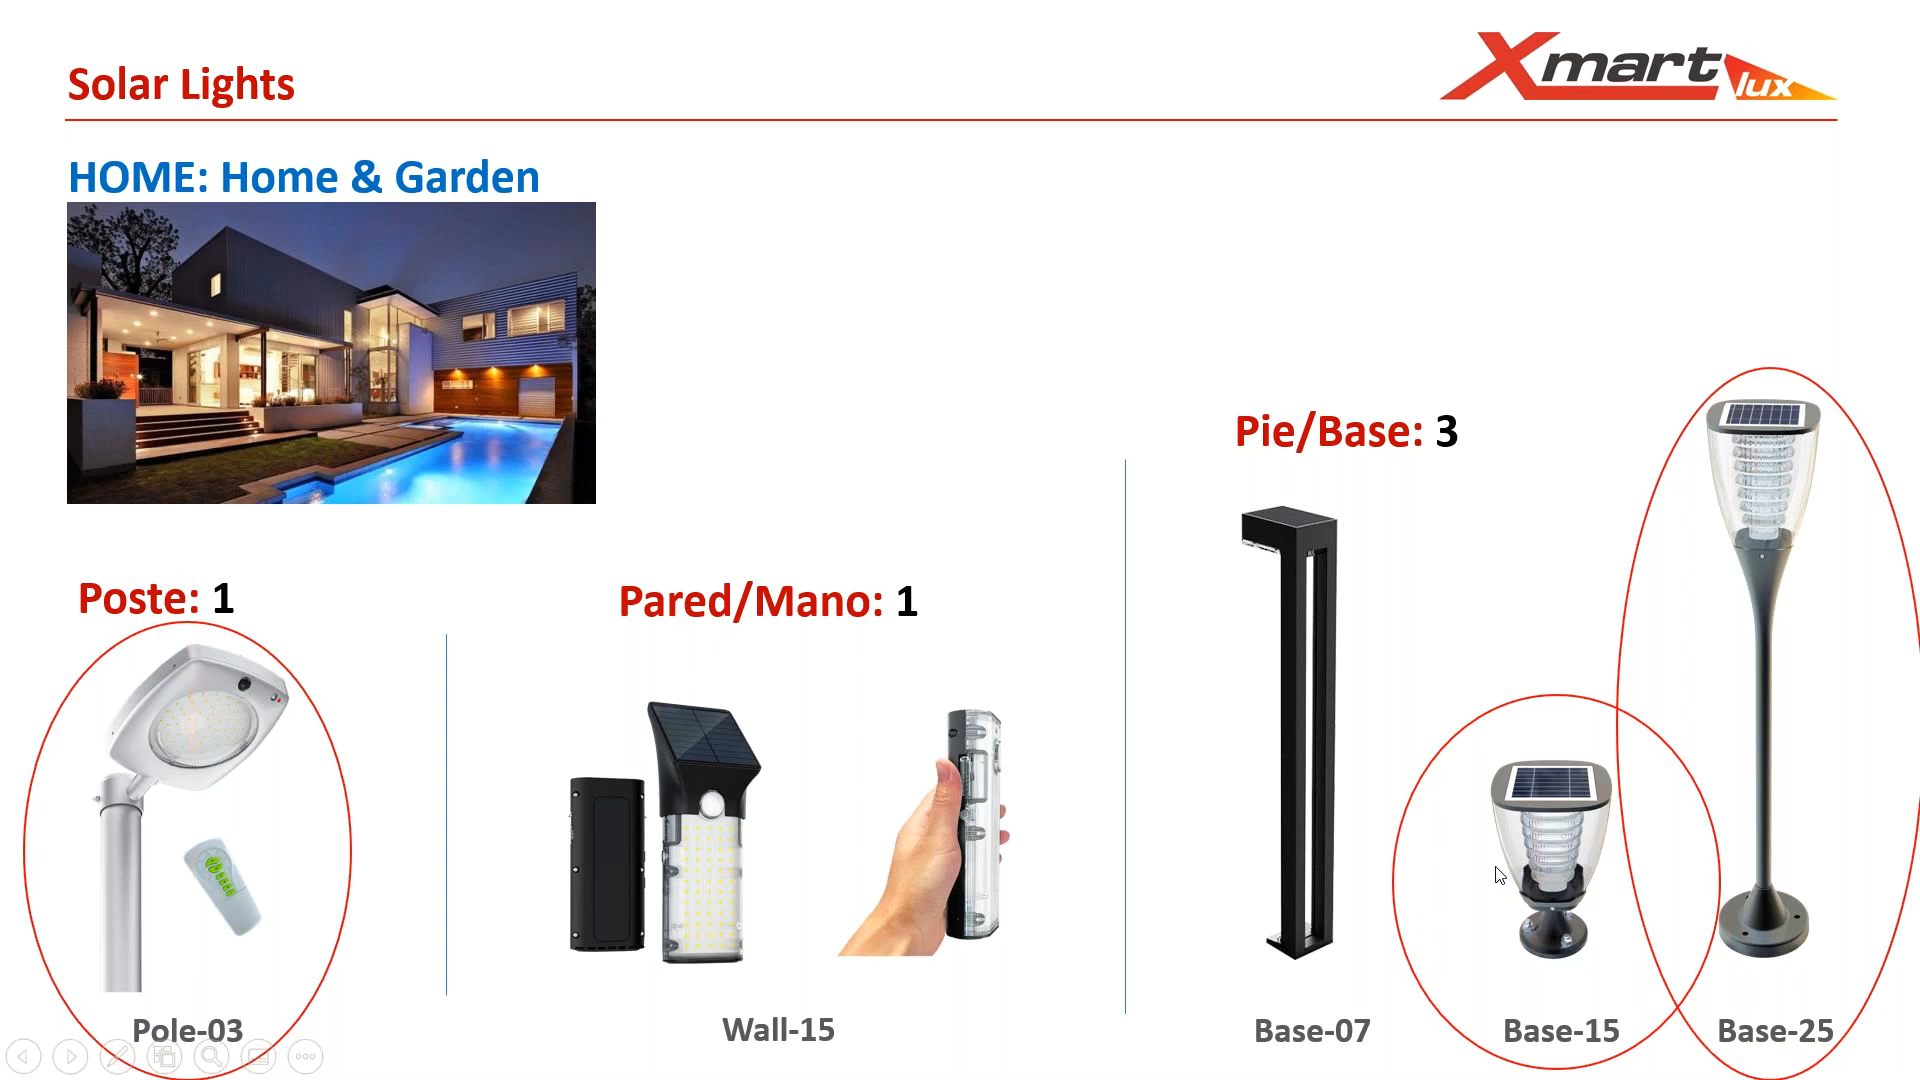 Solar Lights
Xmart lux
HOME: Home & Garden
Pie/Base: 3
Poste: 1
Pared/Mano: 1
Pole-03
Wall-15
Base-07
Base-15
Base-25